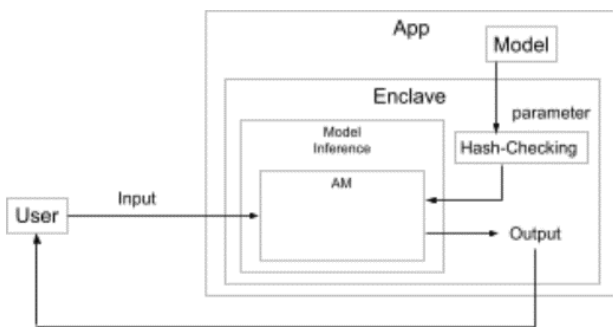 App
Model
Enclave
parameter
Model
Inference
Hash-Checking
AM
Input
User
Output